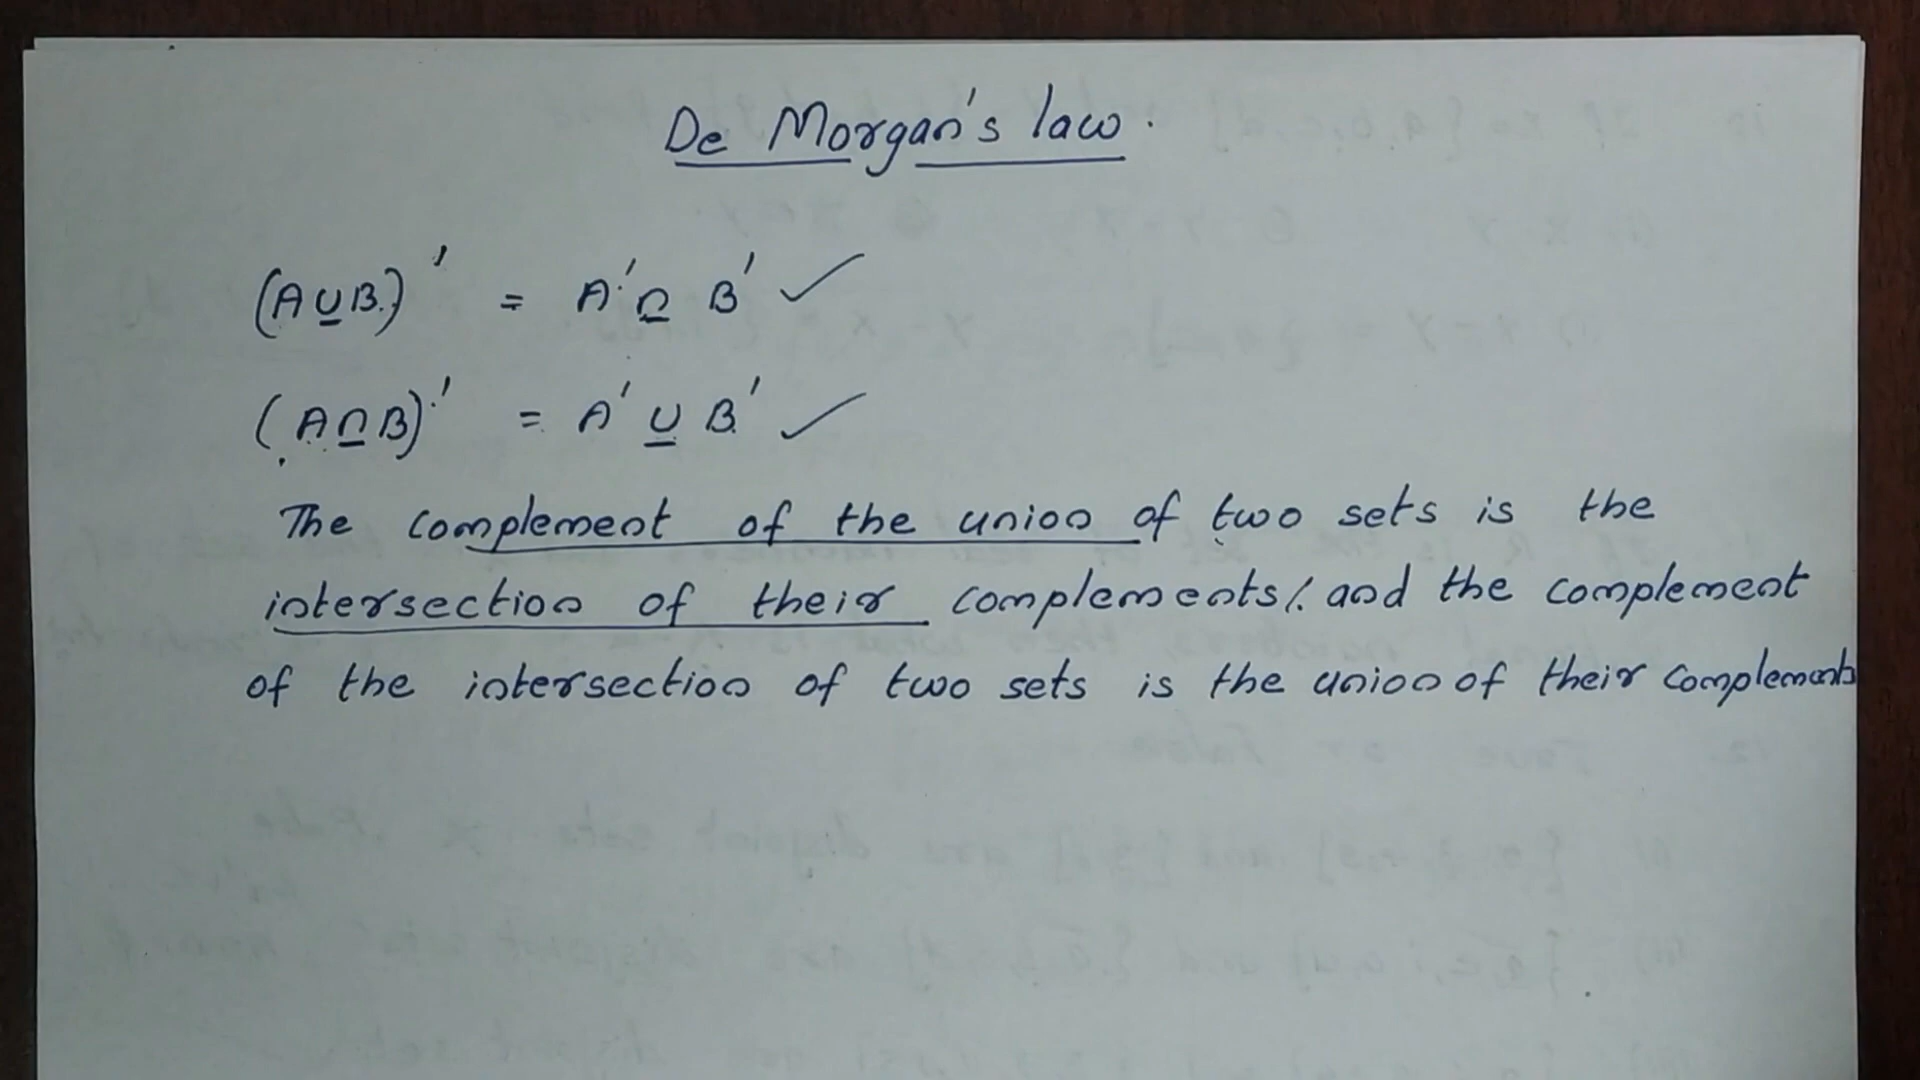 De Morgan's law.
(A∪B)' = A'∩ B' ✓
(A∩B)' = A' ∪ B' ✓
The complement of the union of two sets is the
intersection of their complements/. and the complement
of the intersection of two sets is the union of their complements